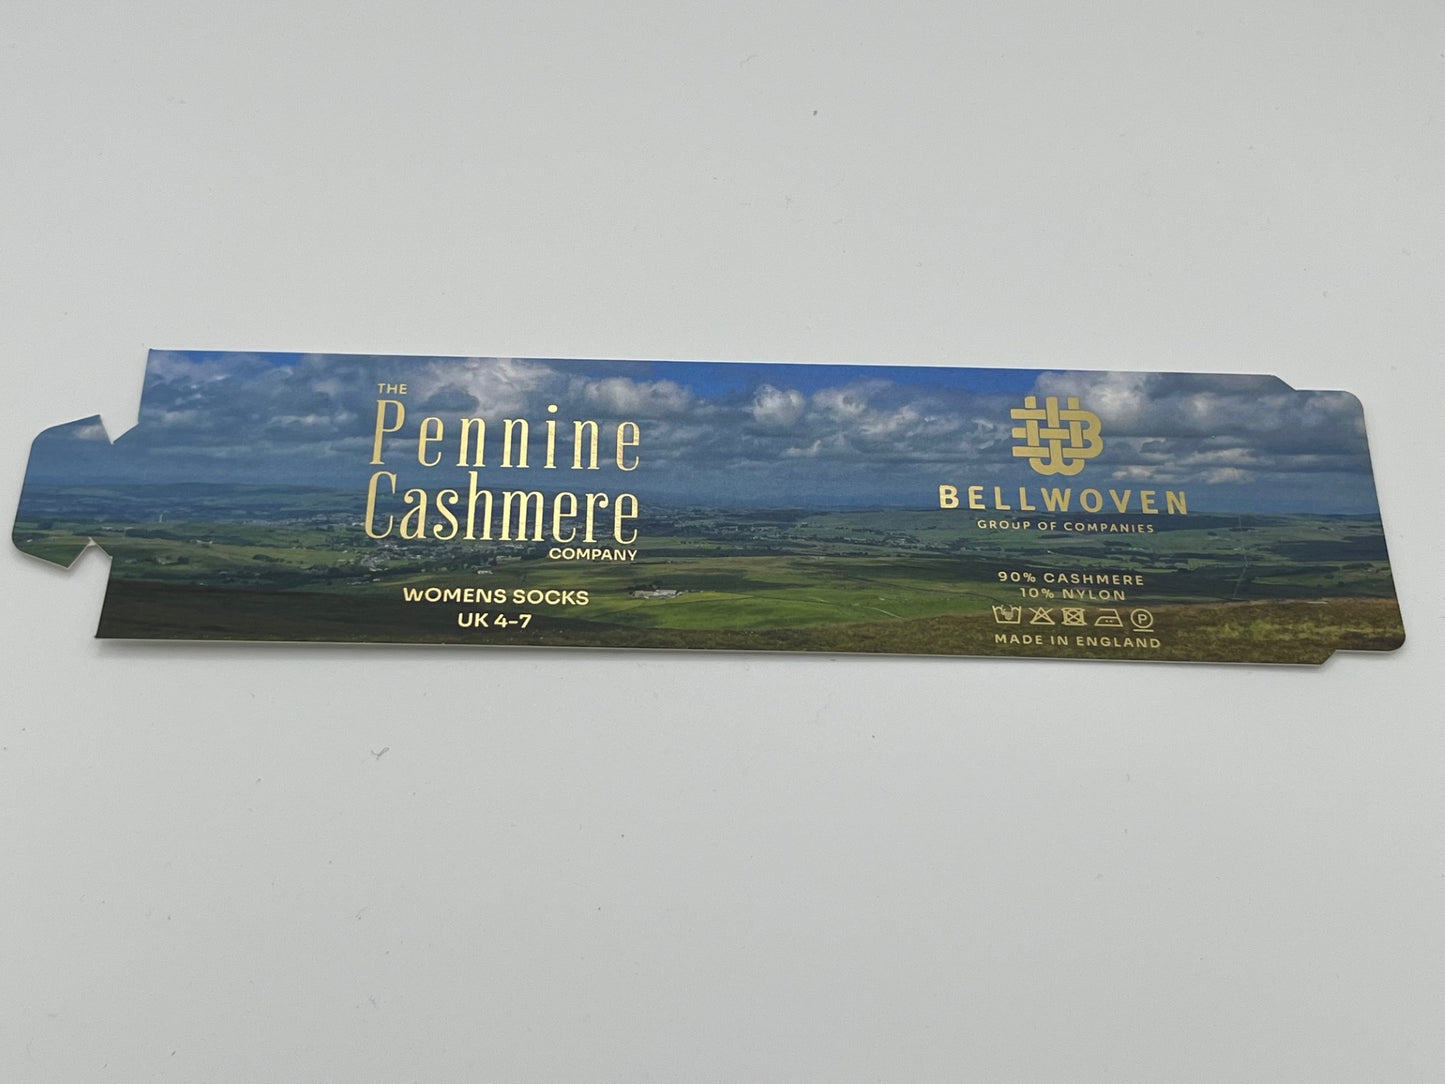 THE
Pennine
Cashmere
COMPANY
WOMENS SOCKS
UK 4-7
BELLWOVEN
GROUP OF COMPANIES
90% CASHMERE
10% NYLON
P
MADE IN ENGLAND